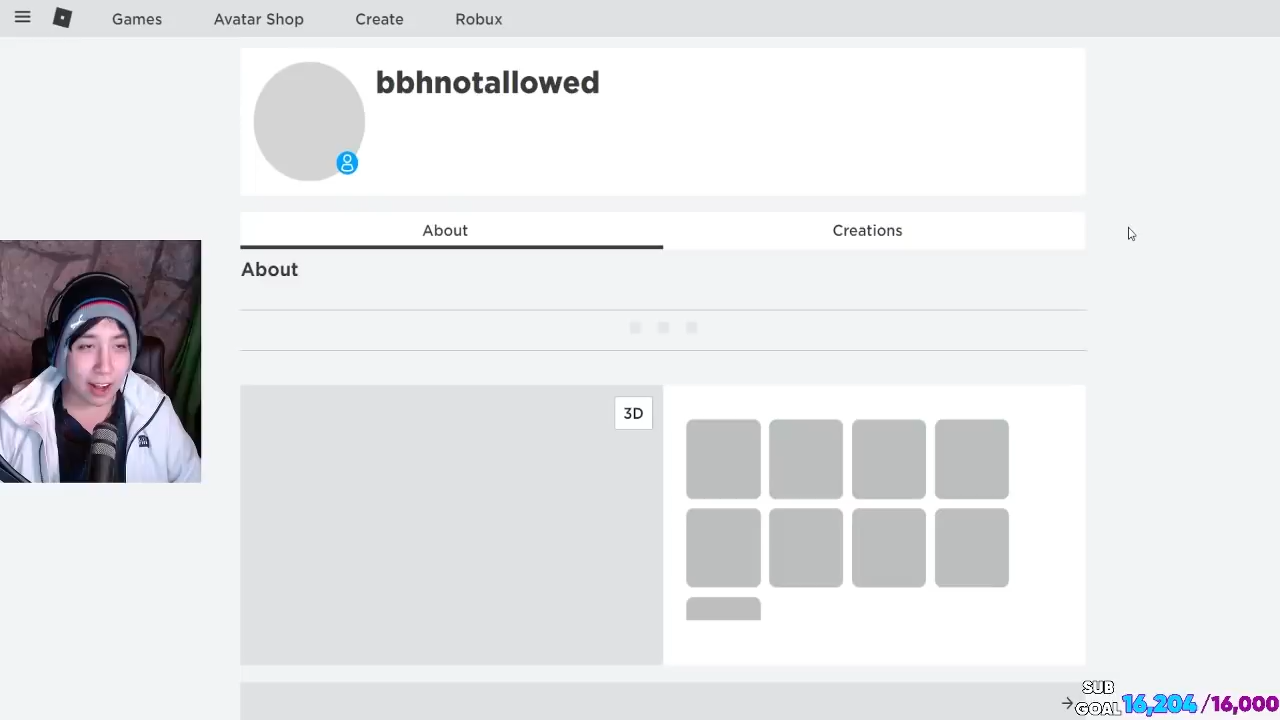 Games Avatar Shop Create Robux
bbhnotallowed
About Creations
About
3D
SUB
GOAL 16,204/16,000